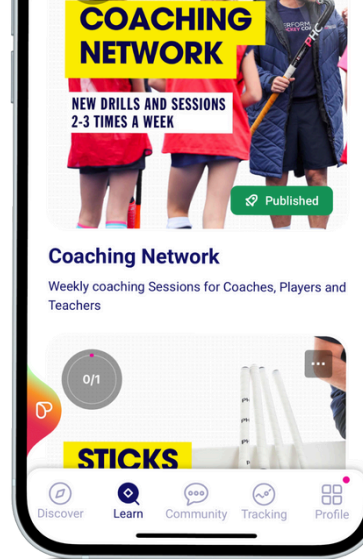 COACHING
NETWORK
NEW DRILLS AND SESSIONS
2-3 TIMES A WEEK
Published
Coaching Network
Weekly coaching Sessions for Coaches, Players and
Teachers
0/1
STICKS
Discover
Learn
Community
Tracking
Profile